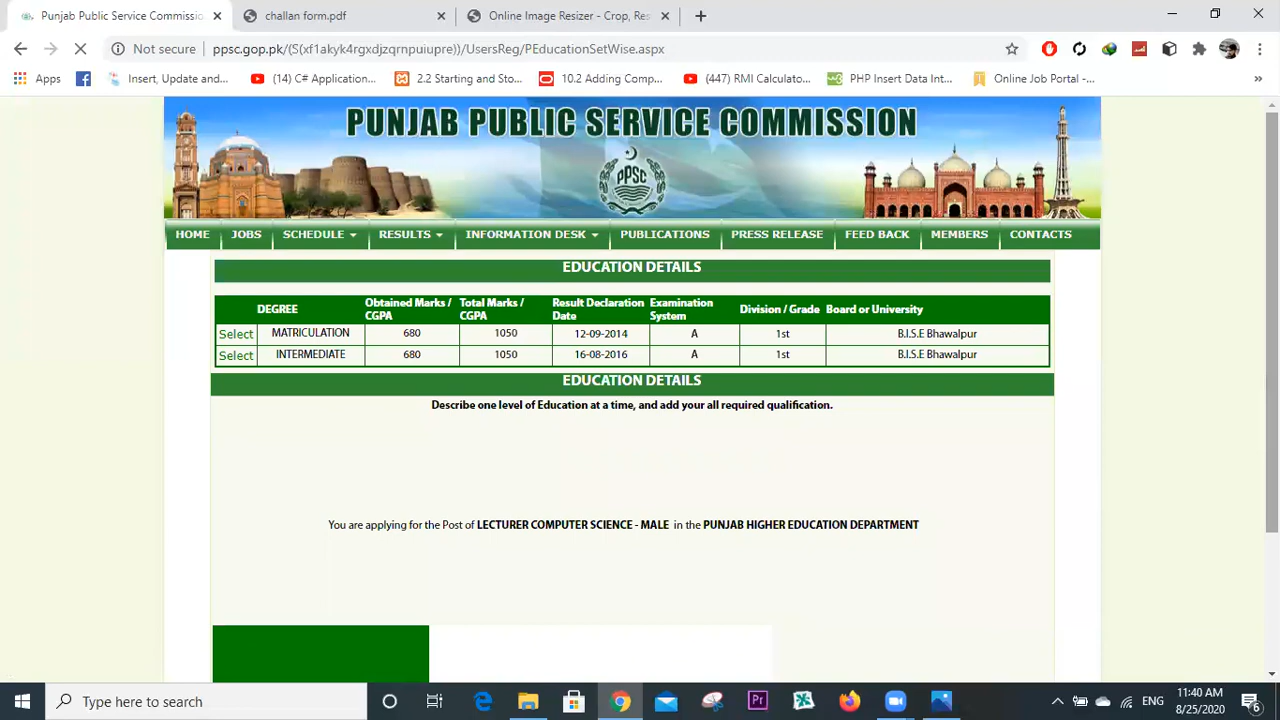 Punjab Public Service Commissio
challan form.pdf
Online Image Resizer - Crop, Res
Not secure
ppsc.gop.pk/(S(xf1akyk4rgxdjzqrnpuiupre))/UsersReg/PEducationSetWise.aspx
Apps
Insert, Update and...
(14) C# Application...
2.2 Starting and Sto...
10.2 Adding Comp...
(447) RMI Calculato...
PHP Insert Data Int...
Online Job Portal -...
»
PUNJAB PUBLIC SERVICE COMMISSION
PPSC
HOME
JOBS
SCHEDULE
RESULTS
INFORMATION DESK
PUBLICATIONS
PRESS RELEASE
FEED BACK
MEMBERS
CONTACTS
EDUCATION DETAILS
DEGREE
Obtained Marks / CGPA
Total Marks / CGPA
Result Declaration Date
Examination System
Division / Grade
Board or University
Select MATRICULATION 680 1050 12-09-2014 A 1st B.I.S.E Bhawalpur
Select INTERMEDIATE 680 1050 16-08-2016 A 1st B.I.S.E Bhawalpur
EDUCATION DETAILS
Describe one level of Education at a time, and add your all required qualification.
You are applying for the Post of LECTURER COMPUTER SCIENCE - MALE in the PUNJAB HIGHER EDUCATION DEPARTMENT
Type here to search
Pr
ENG
11:40 AM
8/25/2020
6